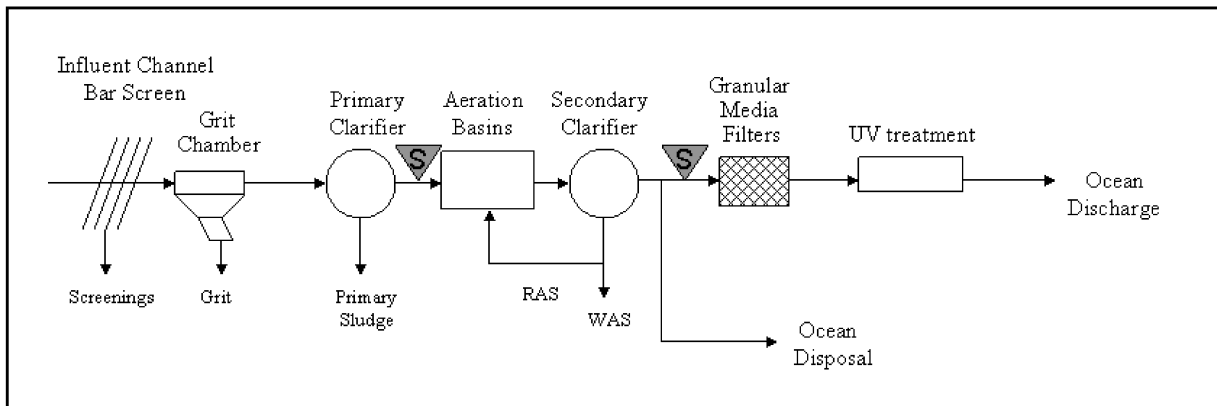 Influent Channel
Bar Screen
Grit
Chamber
Primary
Clarifier
S
Aeration
Basins
Secondary
Clarifier
S
Granular
Media
Filters
UV treatment
Ocean
Discharge
Screenings
Grit
Primary
Sludge
RAS
WAS
Ocean
Disposal